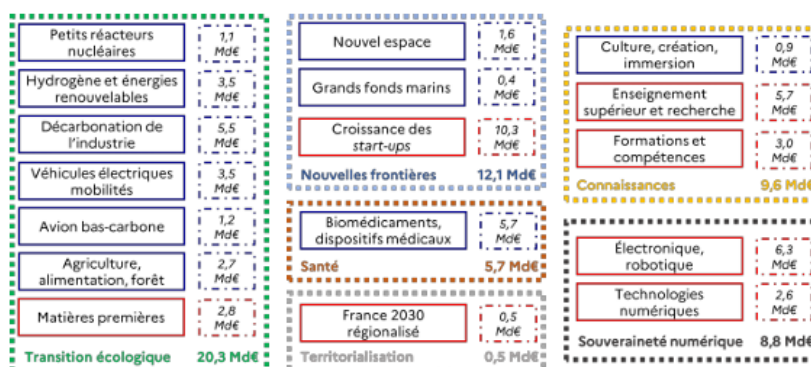 Petits réacteurs
nucléaires
1,1
Md€
Hydrogène et énergies
renouvelables
3,5
Md€
Décarbonation de
l'industrie
5,5
Md€
Véhicules électriques
mobilités
3,5
Md€
Avion bas-carbone
1,2
Md€
Agriculture,
alimentation, forêt
2,7
Md€
Matières premières
2,8
Md€
Transition écologique 20,3 Md€
Nouvel espace
1,6
Md€
Grands fonds marins
0,4
Md€
Croissance des
start-ups
10,3
Md€
Nouvelles frontières 12,1 Md€
Biomédicaments,
dispositifs médicaux
5,7
Md€
Santé 5,7 Md€
France 2030
régionalisé
0,5
Md€
Territorialisation 0,5 Md€
Culture, création,
immersion
0,9
Md€
Enseignement
supérieur et recherche
5,7
Md€
Formations et
compétences
3,0
Md€
Connaissances 9,6 Md€
Électronique,
robotique
6,3
Md€
Technologies
numériques
2,6
Md€
Souveraineté numérique 8,8 Md€